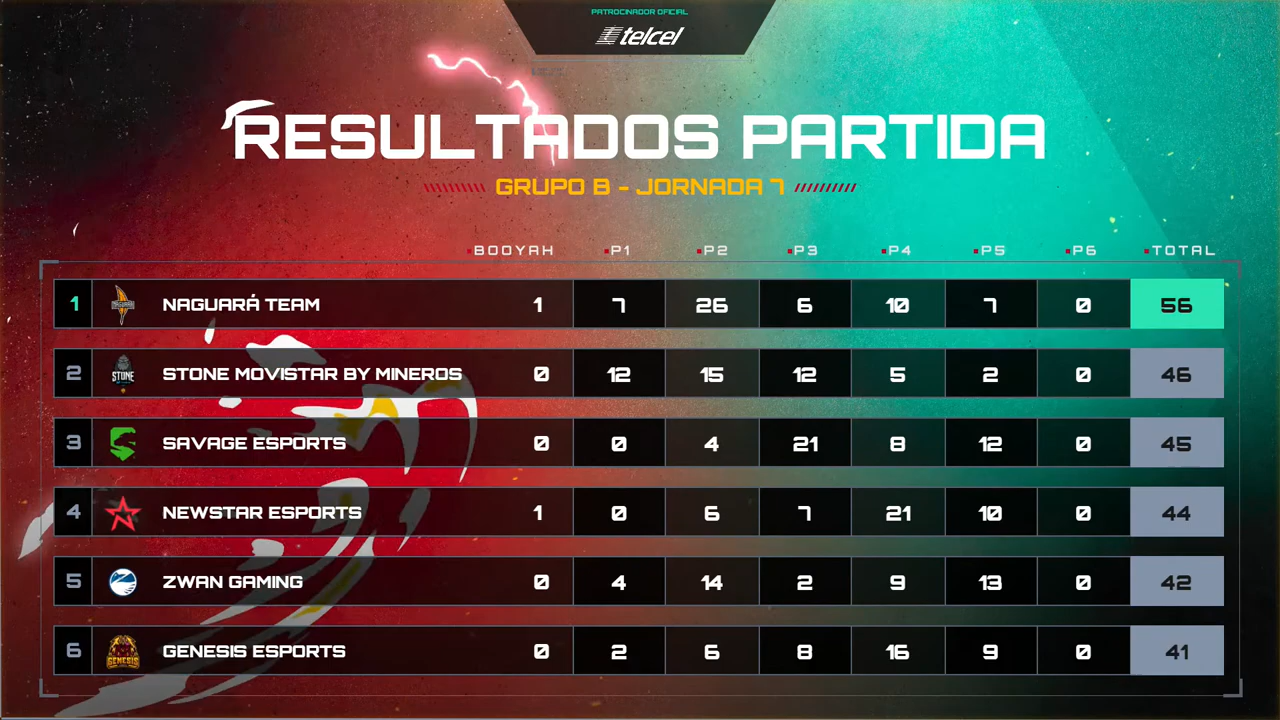 PATROCINADOR OFICIAL
telcel
RESULTADOS PARTIDA
GRUPO B - JORNADA 7
BOOYAH P1 P2 P3 P4 P5 P6 TOTAL
1 NAGUARÁ TEAM 1 7 26 6 10 7 0 56
2 STONE STONE MOVISTAR BY MINEROS 0 12 15 12 5 2 0 46
3 SAVAGE ESPORTS 0 0 4 21 8 12 0 45
4 NEWSTAR ESPORTS 1 0 6 7 21 10 0 44
5 ZWAN GAMING 0 4 14 2 9 13 0 42
6 GENESIS GENESIS ESPORTS 0 2 6 8 16 9 0 41